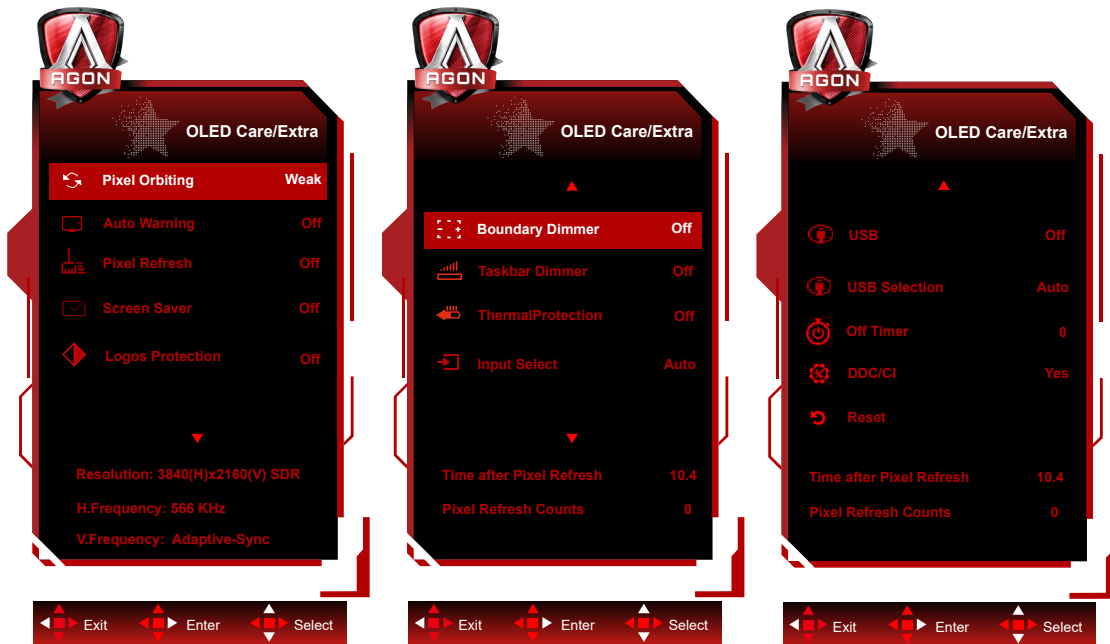 AGON
OLED Care/Extra
Pixel Orbiting Weak
Auto Warning Off
Pixel Refresh Off
Screen Saver Off
Logos Protection Off
Resolution: 3840(H)x2160(V) SDR
H.Frequency: 566 KHz
V.Frequency: Adaptive-Sync
Exit Enter Select
AGON
OLED Care/Extra
Boundary Dimmer Off
Taskbar Dimmer Off
ThermalProtection Off
Input Select Auto
Time after Pixel Refresh 10.4
Pixel Refresh Counts 0
Exit Enter Select
AGON
OLED Care/Extra
USB Off
USB Selection Auto
Off Timer 0
DDC/CI Yes
Reset
Time after Pixel Refresh 10.4
Pixel Refresh Counts 0
Exit Enter Select